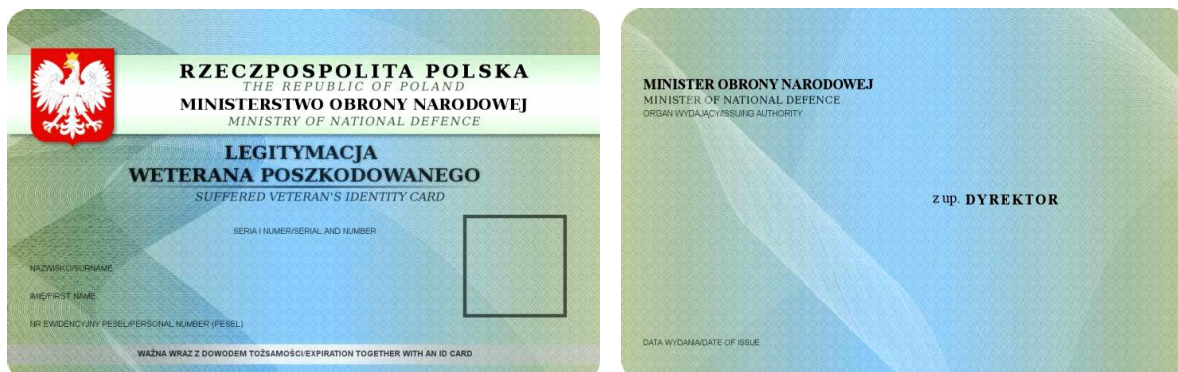 RZECZPOSPOLITA POLSKA
THE REPUBLIC OF POLAND
MINISTERSTWO OBRONY NARODOWEJ
MINISTRY OF NATIONAL DEFENCE
LEGITYMACJA
WETERANA POSZKODOWANEGO
SUFFERED VETERAN'S IDENTITY CARD
SERIA I NUMER/SERIAL AND NUMBER
NAZWISKO/SURNAME
IMIĘ/FIRST NAME
NR EWIDENCYJNY PESEL/PERSONAL NUMBER (PESEL)
WAŻNA WRAZ Z DOWODEM TOŻSAMOŚCI/EXPIRATION TOGETHER WITH AN ID CARD
MINISTER OBRONY NARODOWEJ
MINISTER OF NATIONAL DEFENCE
ORGAN WYDAJĄCY/ISSUING AUTHORITY
z up. DYREKTOR
DATA WYDANIA/DATE OF ISSUE